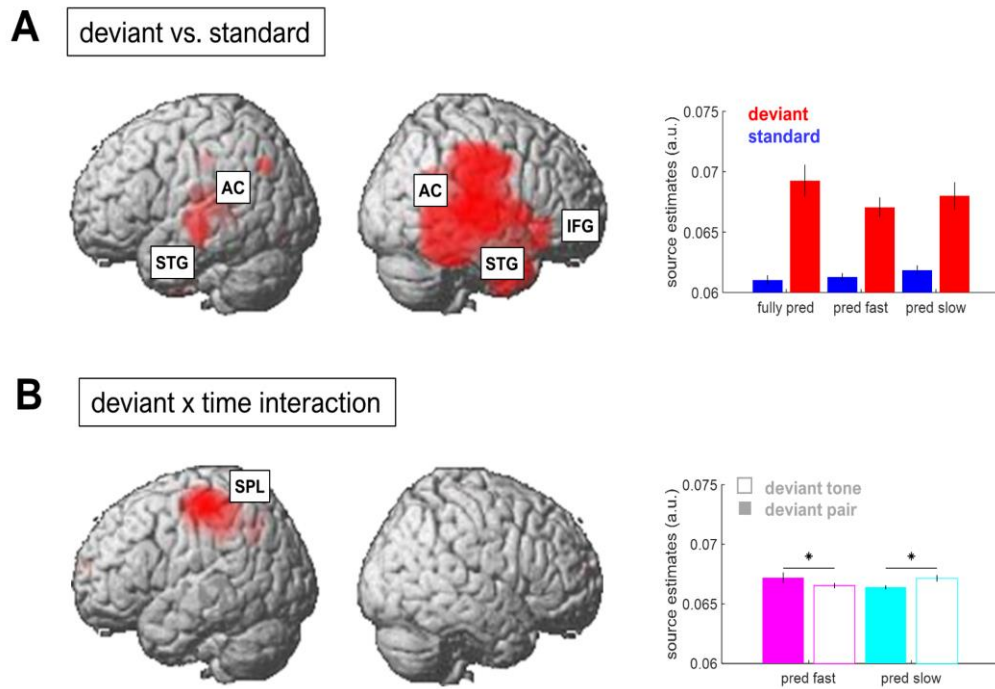 A
deviant vs. standard
AC
STG
AC
IFG
STG
source estimates (a.u.)
0.075
0.07
0.065
0.06
deviant
standard
fully pred
pred fast
pred slow
B
deviant x time interaction
SPL
source estimates (a.u.)
0.075
0.07
0.065
0.06
deviant tone
deviant pair
*
*
pred fast
pred slow